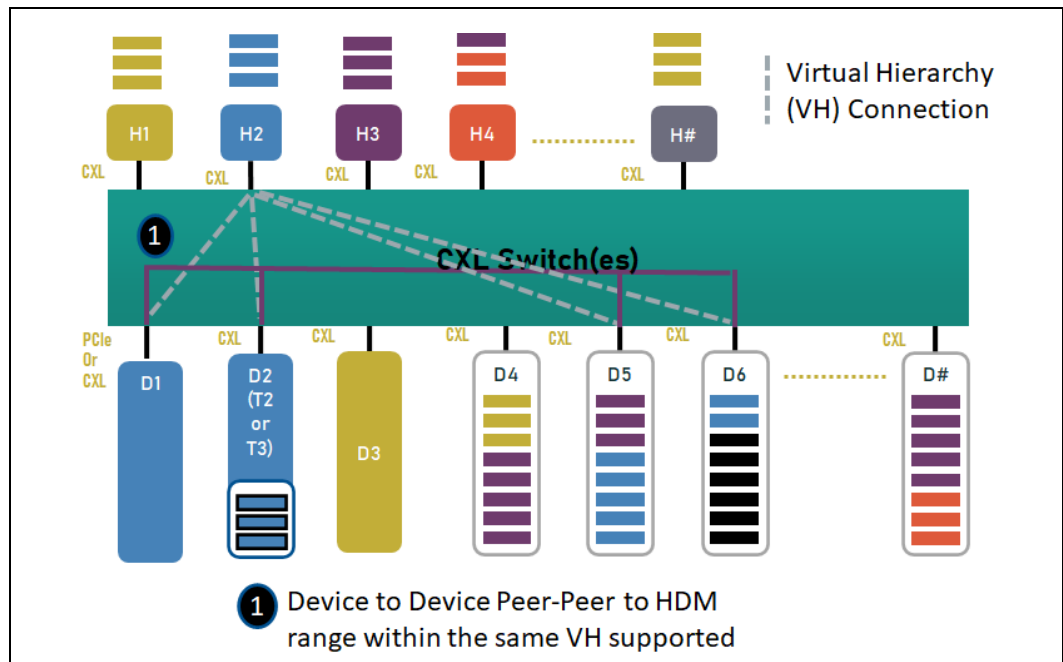 H1
H2
H3
H4
H#
Virtual Hierarchy
(VH) Connection
CXL
CXL
CXL
CXL
CXL
1
CXL Switch(es)
PCIe
Or
CXL
CXL
CXL
CXL
CXL
CXL
CXL
D1
D2
(T2
or
T3)
D3
D4
D5
D6
D#
1
Device to Device Peer-Peer to HDM
range within the same VH supported